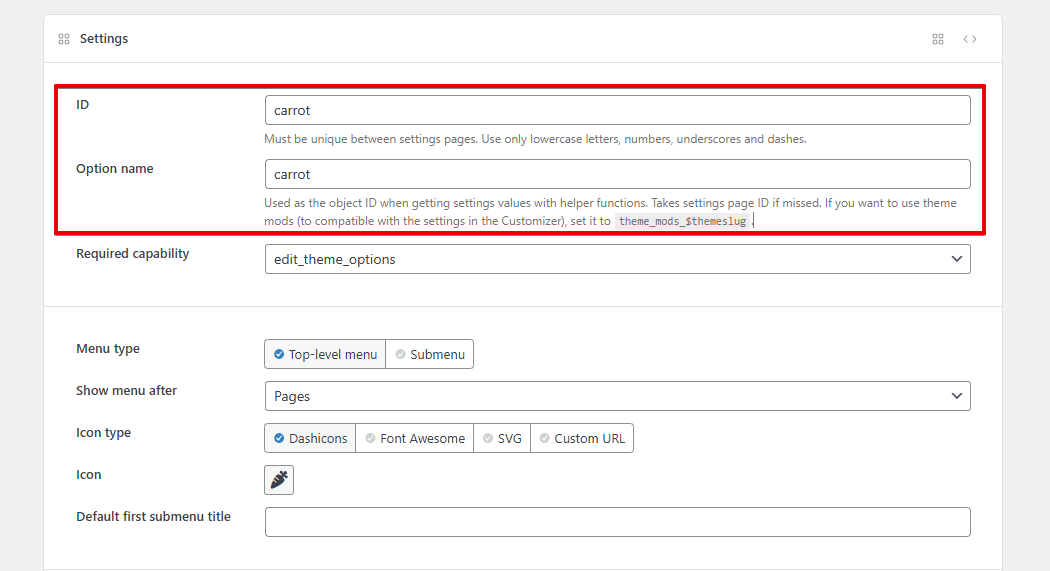 Settings
ID
carrot
Must be unique between settings pages. Use only lowercase letters, numbers, underscores and dashes.
Option name
carrot
Used as the object ID when getting settings values with helper functions. Takes settings page ID if missed. If you want to use theme
mods (to compatible with the settings in the Customizer), set it to theme_mods_$themeslug .
Required capability
edit_theme_options
Menu type
Top-level menu
Submenu
Show menu after
Pages
Icon type
Dashicons
Font Awesome
SVG
Custom URL
Icon
Default first submenu title